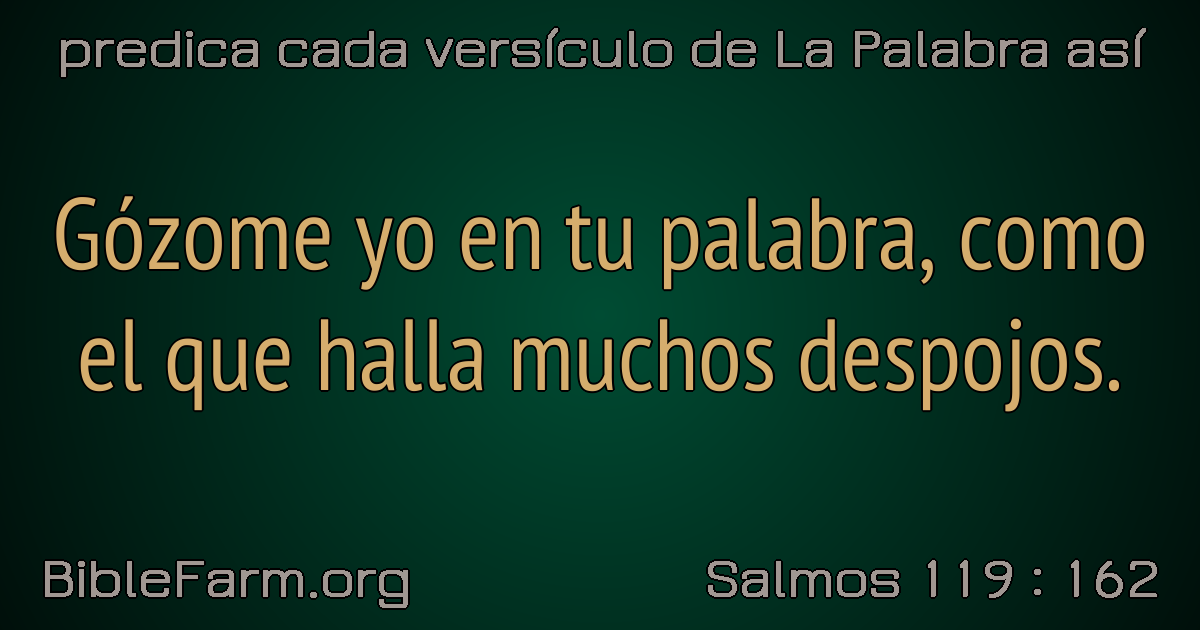 predica cada versículo de La Palabra así
Gózome yo en tu palabra, como
el que halla muchos despojos.
BibleFarm.org
Salmos 119 : 162